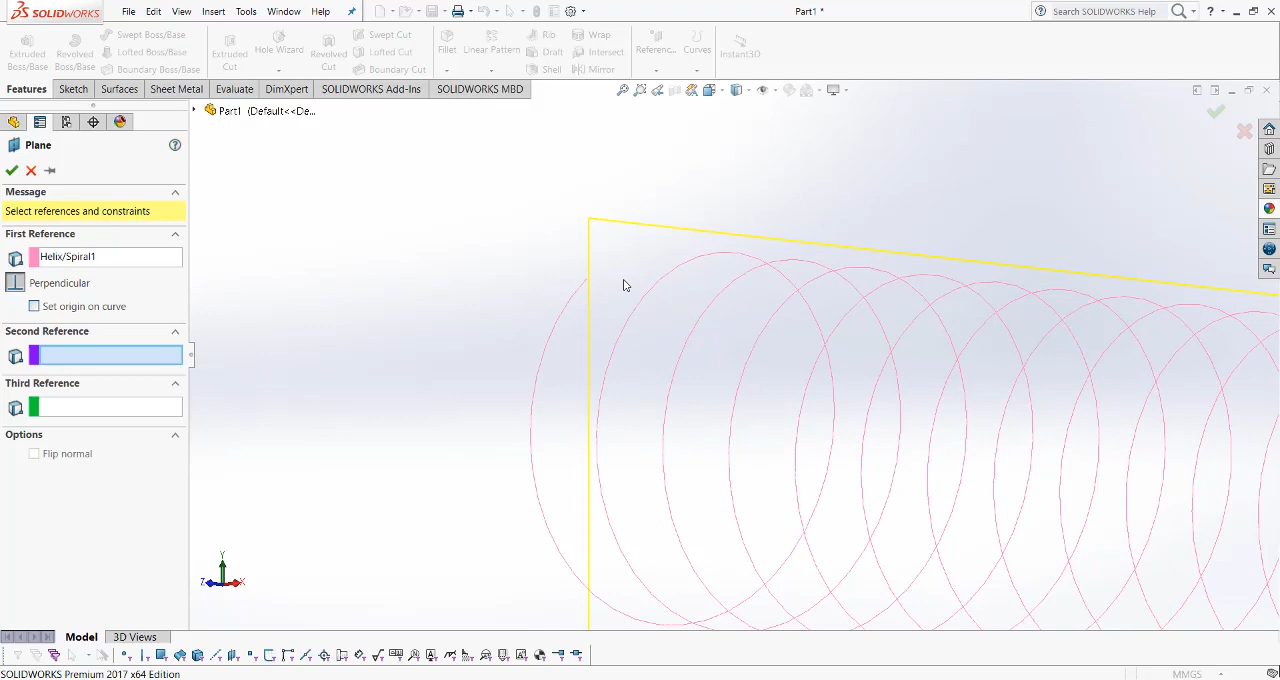 SOLIDWORKS File Edit View Insert Tools Window Help Part1 * Search SOLIDWORKS Help ?
Extruded Boss/Base Revolved Boss/Base Swept Boss/Base Lofted Boss/Base Boundary Boss/Base Extruded Cut Hole Wizard Revolved Cut Swept Cut Lofted Cut Boundary Cut Fillet Linear Pattern Rib Draft Shell Wrap Intersect Mirror Referenc... Curves Instant3D
Features Sketch Surfaces Sheet Metal Evaluate DimXpert SOLIDWORKS Add-Ins SOLIDWORKS MBD
Part1 (Default<<De...
Plane ?
Message
Select references and constraints
First Reference
Helix/Spiral1
Perpendicular
Set origin on curve
Second Reference
Third Reference
Options
Flip normal
Y
Z X
Model 3D Views
SOLIDWORKS Premium 2017 x64 Edition MMGS